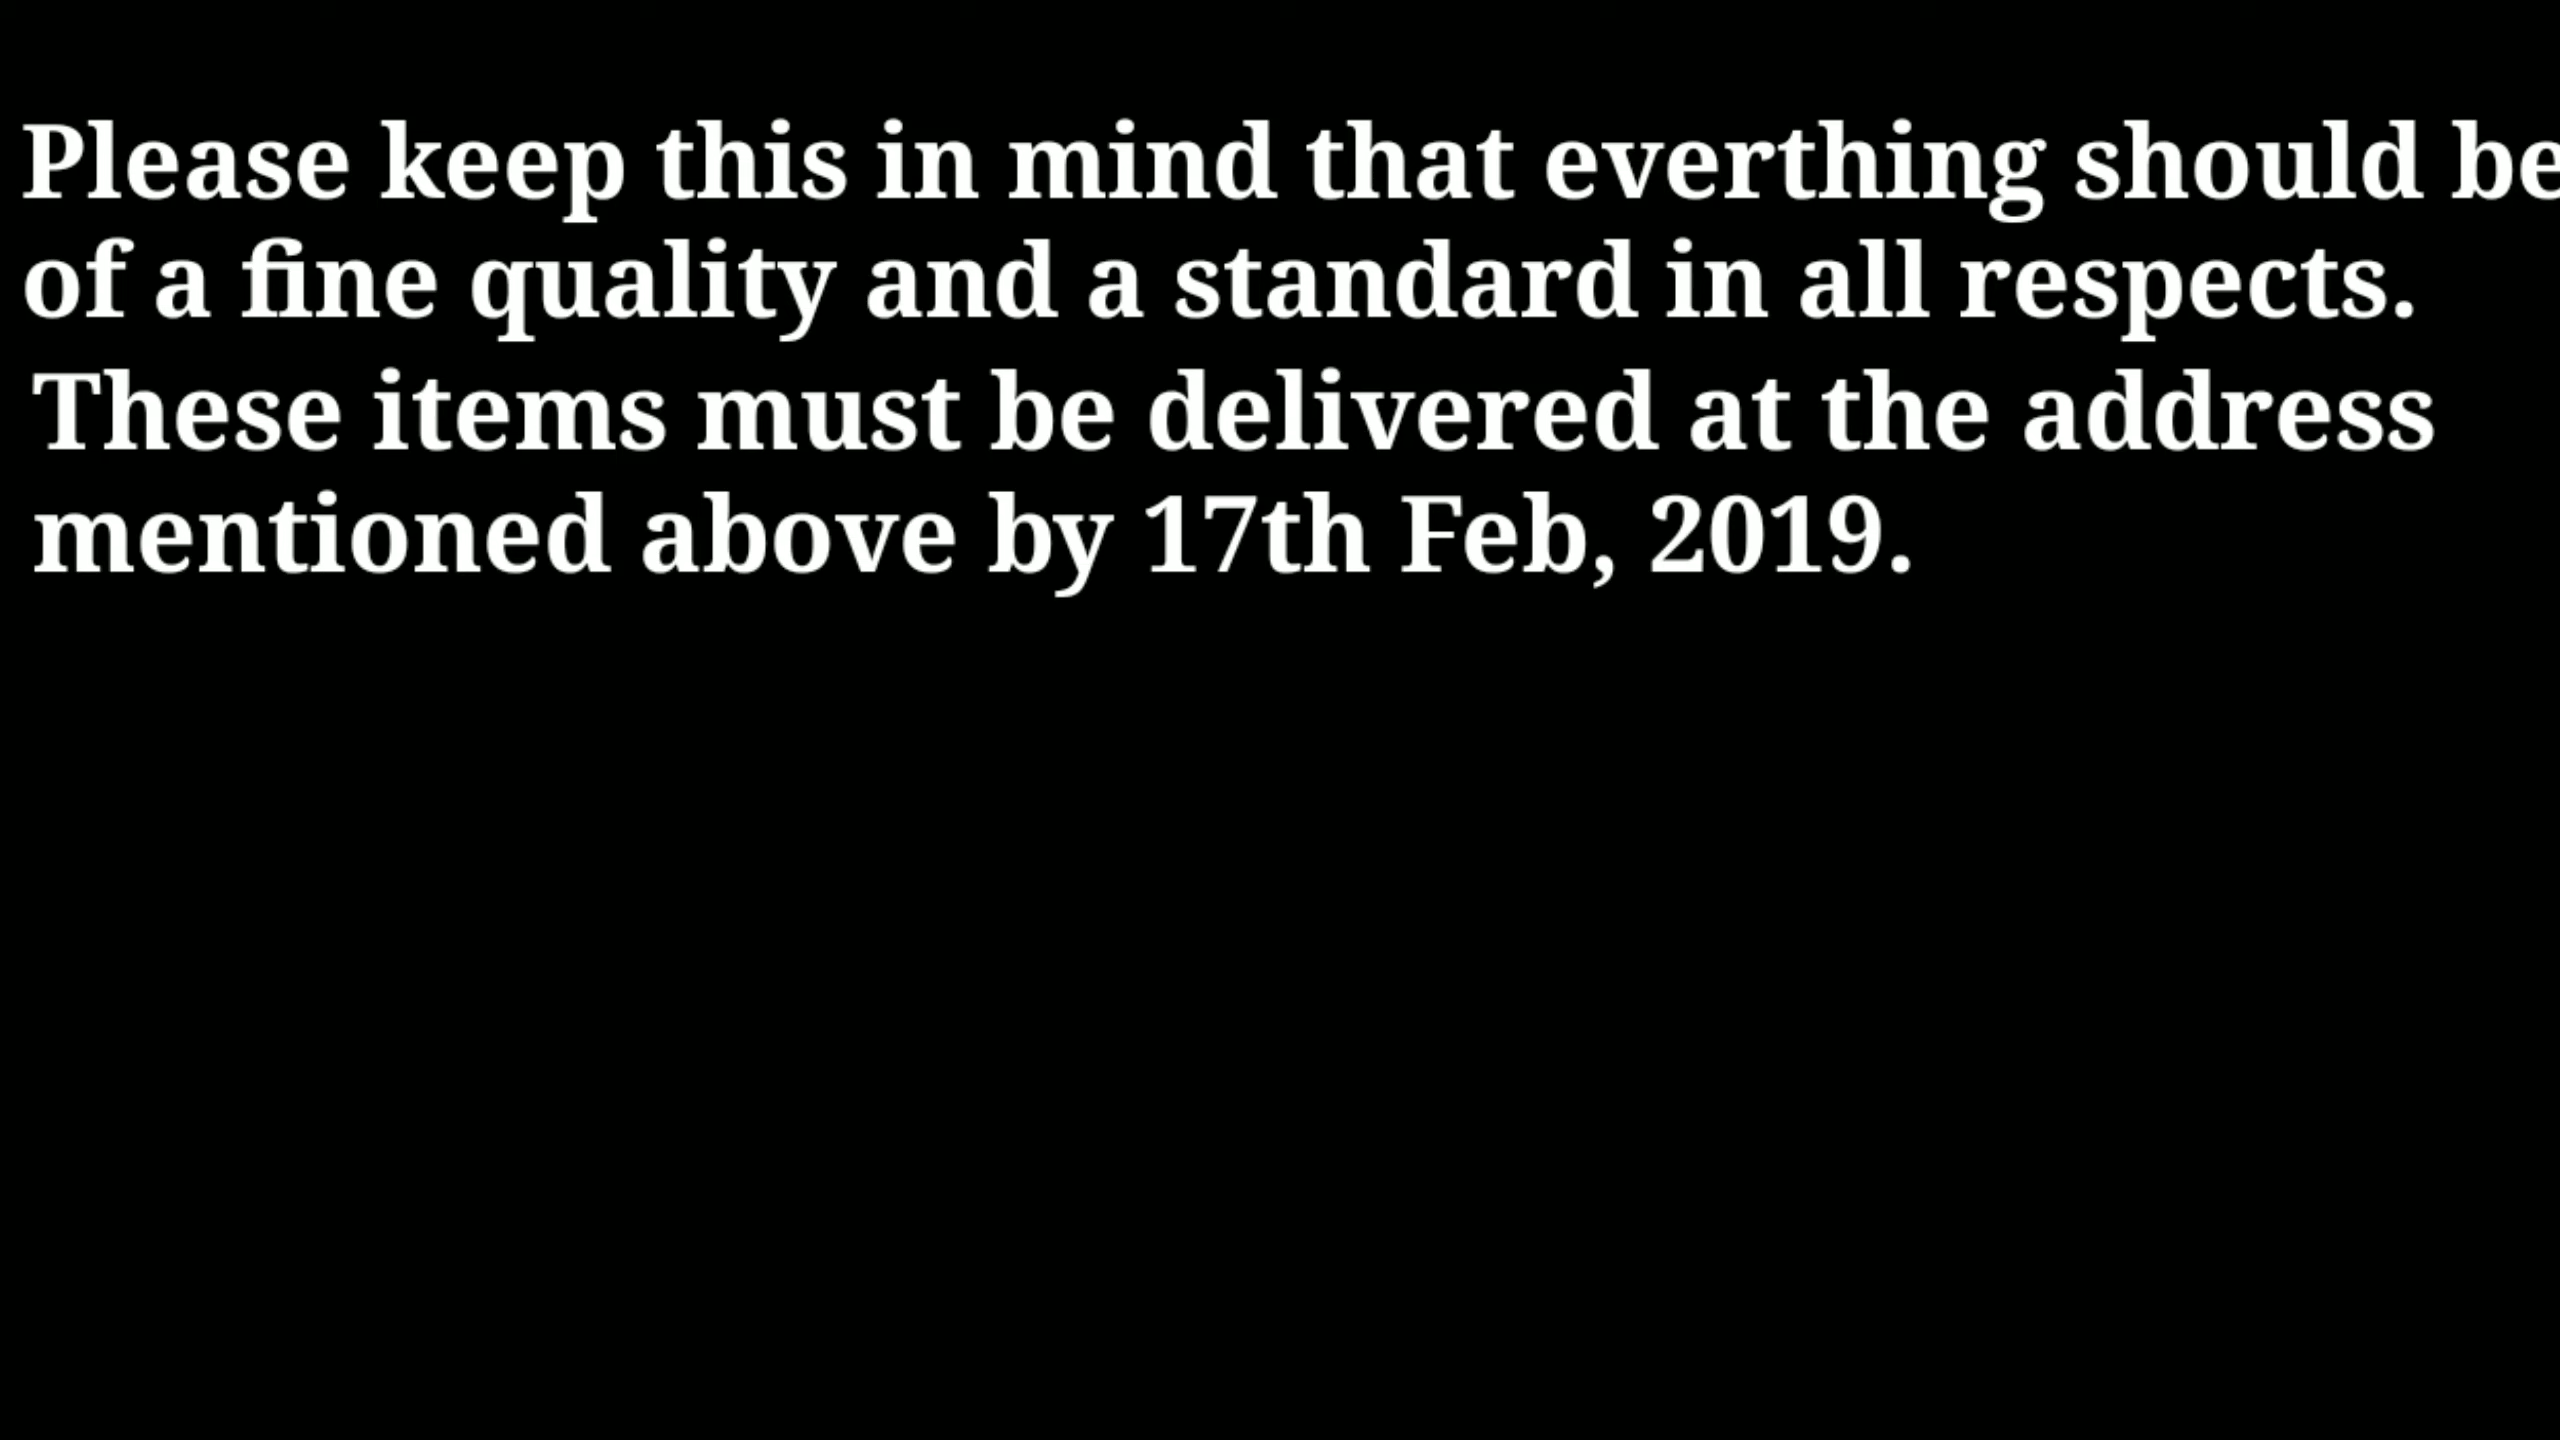 Please keep this in mind that everthing should be
of a fine quality and a standard in all respects.
These items must be delivered at the address
mentioned above by 17th Feb, 2019.